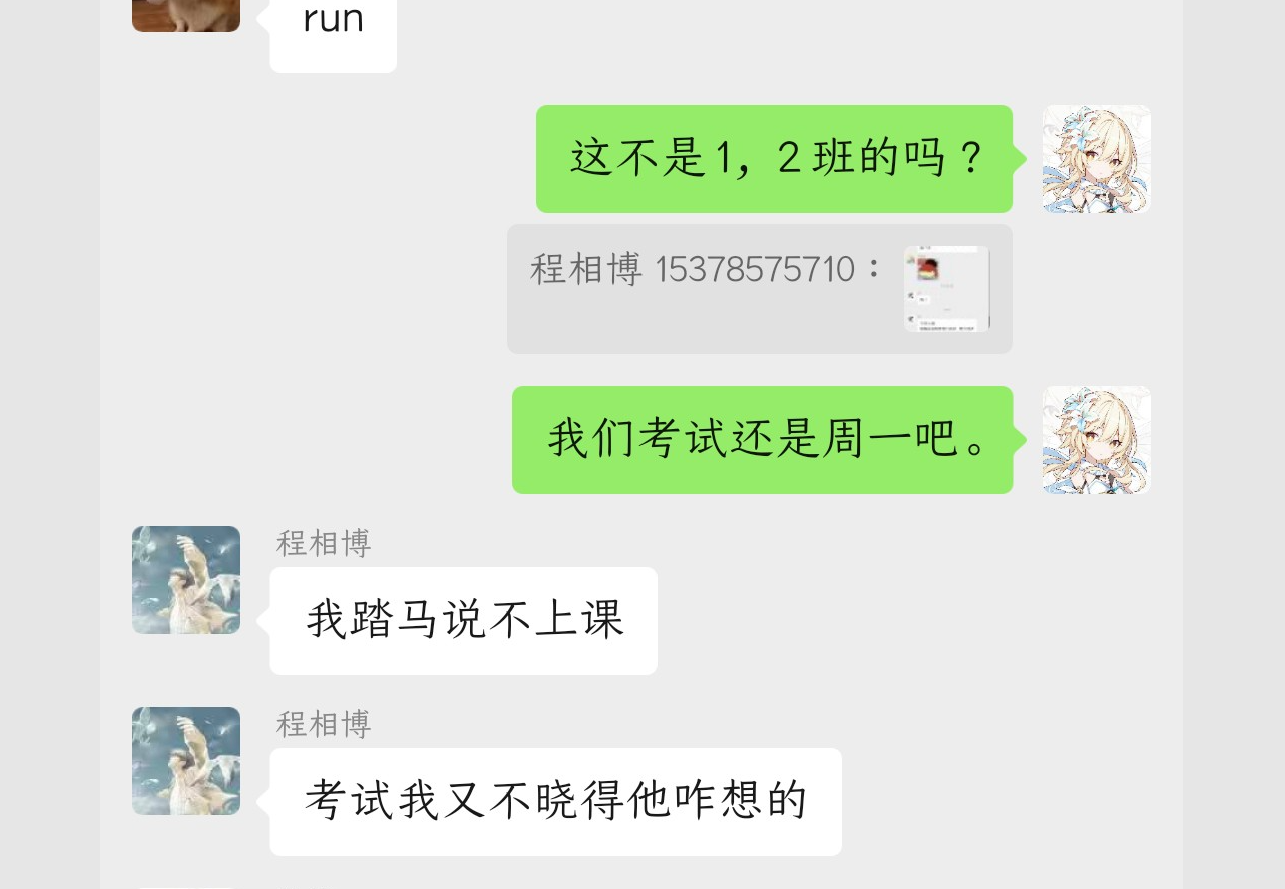 run
这不是1，2班的吗？
程相博 15378575710：
我们考试还是周一吧。
程相博
我踏马说不上课
程相博
考试我又不晓得他咋想的